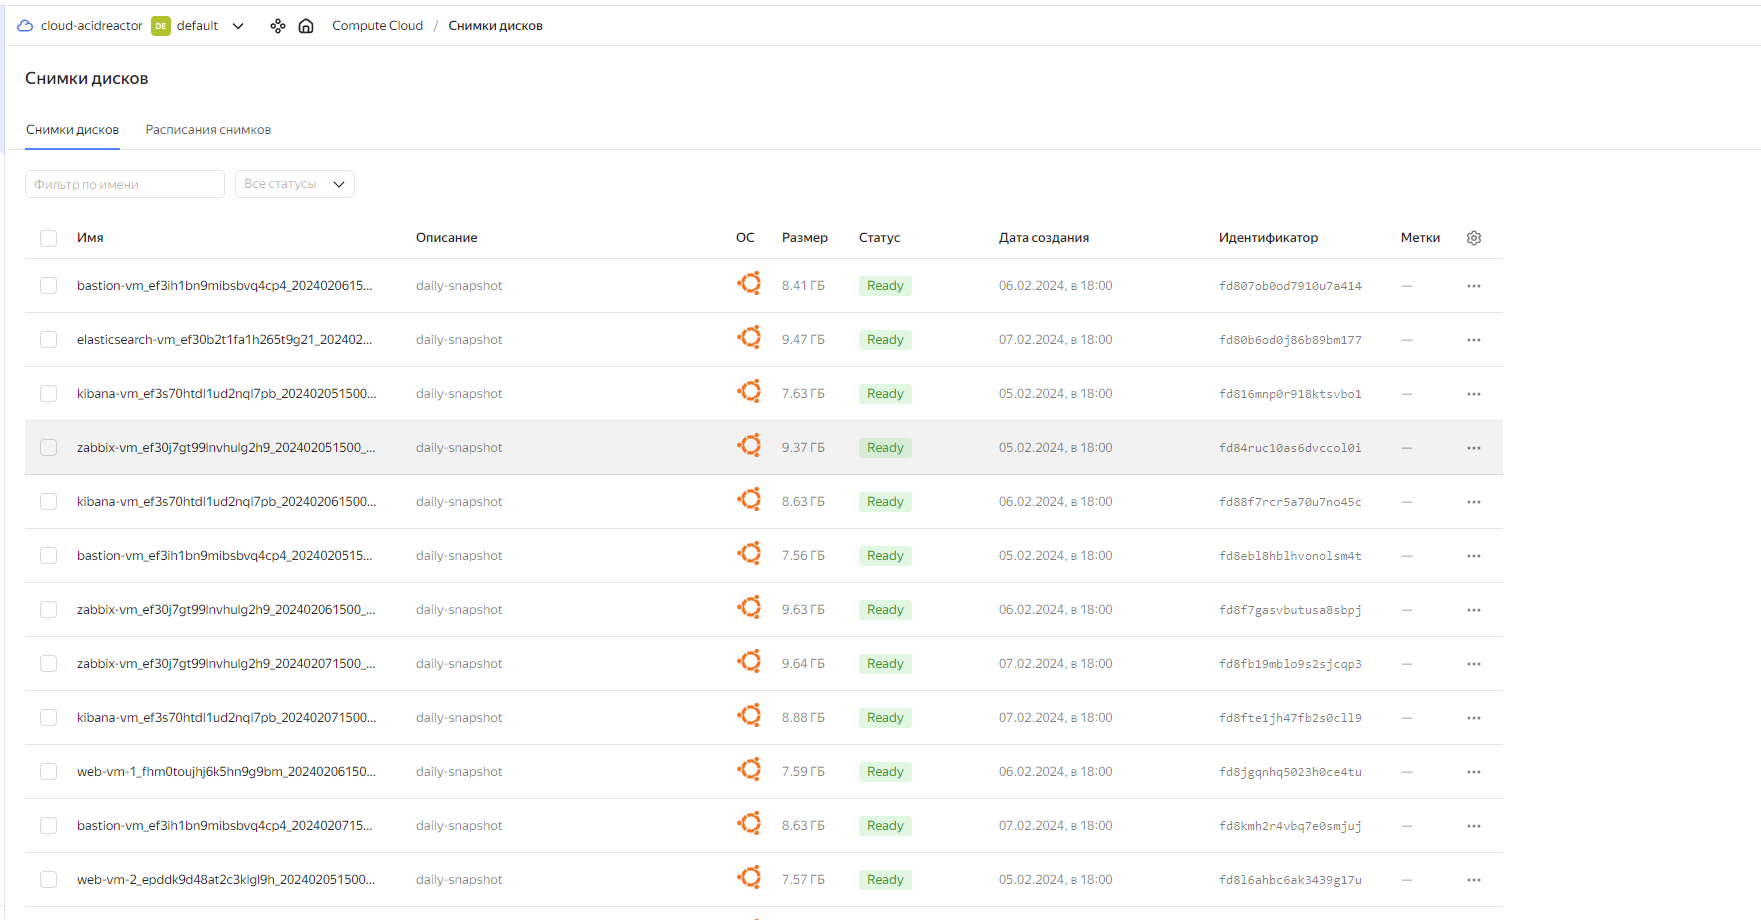 cloud-acidreactor DE default Compute Cloud / Снимки дисков
Снимки дисков
Снимки дисков Расписания снимков
Фильтр по имени Все статусы
Имя Описание ОС Размер Статус Дата создания Идентификатор Метки
bastion-vm_ef3ih1bn9mibsbvq4cp4_2024020615... daily-snapshot 8.41 ГБ Ready 06.02.2024, в 18:00 fd807ob0od7910u7a414 —
elasticsearch-vm_ef30b2t1fa1h265t9g21_202402... daily-snapshot 9.47 ГБ Ready 07.02.2024, в 18:00 fd80b6od0j86b89bm177 —
kibana-vm_ef3s70htdl1ud2nql7pb_202402051500... daily-snapshot 7.63 ГБ Ready 05.02.2024, в 18:00 fd816mnp0r918ktsvbo1 —
zabbix-vm_ef30j7gt99lnvhulg2h9_202402051500_... daily-snapshot 9.37 ГБ Ready 05.02.2024, в 18:00 fd84ruc10as6dvccol0i —
kibana-vm_ef3s70htdl1ud2nql7pb_202402061500... daily-snapshot 8.63 ГБ Ready 06.02.2024, в 18:00 fd88f7rcr5a70u7no45c —
bastion-vm_ef3ih1bn9mibsbvq4cp4_2024020515... daily-snapshot 7.56 ГБ Ready 05.02.2024, в 18:00 fd8ebl8hblhvonolsm4t —
zabbix-vm_ef30j7gt99lnvhulg2h9_202402061500_... daily-snapshot 9.63 ГБ Ready 06.02.2024, в 18:00 fd8f7gasvbutusa8sbpj —
zabbix-vm_ef30j7gt99lnvhulg2h9_202402071500_... daily-snapshot 9.64 ГБ Ready 07.02.2024, в 18:00 fd8fb19mblo9s2sjcqp3 —
kibana-vm_ef3s70htdl1ud2nql7pb_202402071500... daily-snapshot 8.88 ГБ Ready 07.02.2024, в 18:00 fd8fte1jh47fb2s0cll9 —
web-vm-1_fhm0toujhj6k5hn9g9bm_20240206150... daily-snapshot 7.59 ГБ Ready 06.02.2024, в 18:00 fd8jgqnhq5023h0ce4tu —
bastion-vm_ef3ih1bn9mibsbvq4cp4_2024020715... daily-snapshot 8.63 ГБ Ready 07.02.2024, в 18:00 fd8kmh2r4vbq7e0smjuj —
web-vm-2_epddk9d48at2c3kigl9h_202402051500... daily-snapshot 7.57 ГБ Ready 05.02.2024, в 18:00 fd8l6ahbc6ak3439g17u —